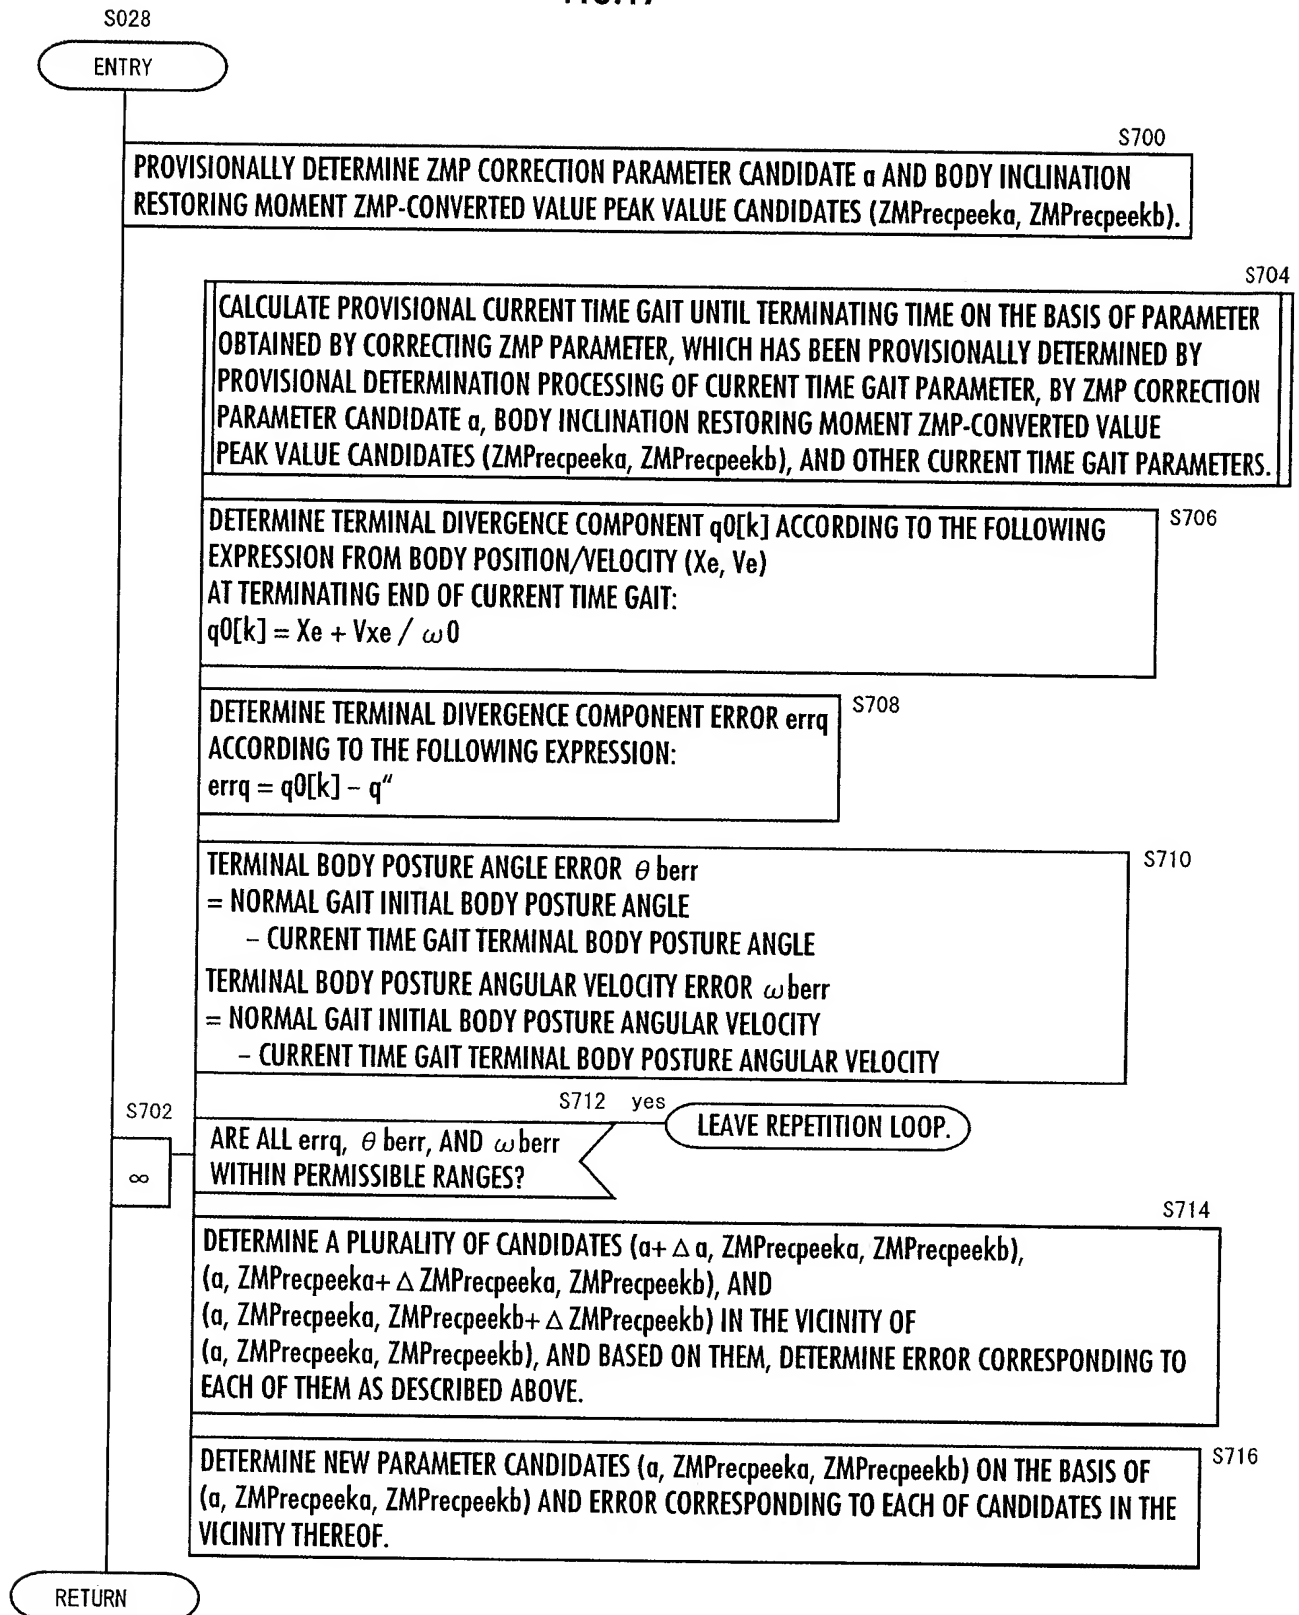 S028
ENTRY
S700
PROVISIONALLY DETERMINE ZMP CORRECTION PARAMETER CANDIDATE a AND BODY INCLINATION
RESTORING MOMENT ZMP-CONVERTED VALUE PEAK VALUE CANDIDATES (ZMPrecpeeka, ZMPrecpeekb).
S704
CALCULATE PROVISIONAL CURRENT TIME GAIT UNTIL TERMINATING TIME ON THE BASIS OF PARAMETER
OBTAINED BY CORRECTING ZMP PARAMETER, WHICH HAS BEEN PROVISIONALLY DETERMINED BY
PROVISIONAL DETERMINATION PROCESSING OF CURRENT TIME GAIT PARAMETER, BY ZMP CORRECTION
PARAMETER CANDIDATE a, BODY INCLINATION RESTORING MOMENT ZMP-CONVERTED VALUE
PEAK VALUE CANDIDATES (ZMPrecpeeka, ZMPrecpeekb), AND OTHER CURRENT TIME GAIT PARAMETERS.
S706
DETERMINE TERMINAL DIVERGENCE COMPONENT q0[k] ACCORDING TO THE FOLLOWING
EXPRESSION FROM BODY POSITION/VELOCITY (Xe, Ve)
AT TERMINATING END OF CURRENT TIME GAIT:
q0[k] = Xe + Vxe / ω0
S708
DETERMINE TERMINAL DIVERGENCE COMPONENT ERROR errq
ACCORDING TO THE FOLLOWING EXPRESSION:
errq = q0[k] – q"
S710
TERMINAL BODY POSTURE ANGLE ERROR θ berr
= NORMAL GAIT INITIAL BODY POSTURE ANGLE
– CURRENT TIME GAIT TERMINAL BODY POSTURE ANGLE
TERMINAL BODY POSTURE ANGULAR VELOCITY ERROR ω berr
= NORMAL GAIT INITIAL BODY POSTURE ANGULAR VELOCITY
– CURRENT TIME GAIT TERMINAL BODY POSTURE ANGULAR VELOCITY
S702
∞
S712 yes
LEAVE REPETITION LOOP.
ARE ALL errq, θ berr, AND ω berr
WITHIN PERMISSIBLE RANGES?
S714
DETERMINE A PLURALITY OF CANDIDATES (a+ Δ a, ZMPrecpeeka, ZMPrecpeekb),
(a, ZMPrecpeeka+ Δ ZMPrecpeeka, ZMPrecpeekb), AND
(a, ZMPrecpeeka, ZMPrecpeekb+ Δ ZMPrecpeekb) IN THE VICINITY OF
(a, ZMPrecpeeka, ZMPrecpeekb), AND BASED ON THEM, DETERMINE ERROR CORRESPONDING TO
EACH OF THEM AS DESCRIBED ABOVE.
S716
DETERMINE NEW PARAMETER CANDIDATES (a, ZMPrecpeeka, ZMPrecpeekb) ON THE BASIS OF
(a, ZMPrecpeeka, ZMPrecpeekb) AND ERROR CORRESPONDING TO EACH OF CANDIDATES IN THE
VICINITY THEREOF.
RETURN